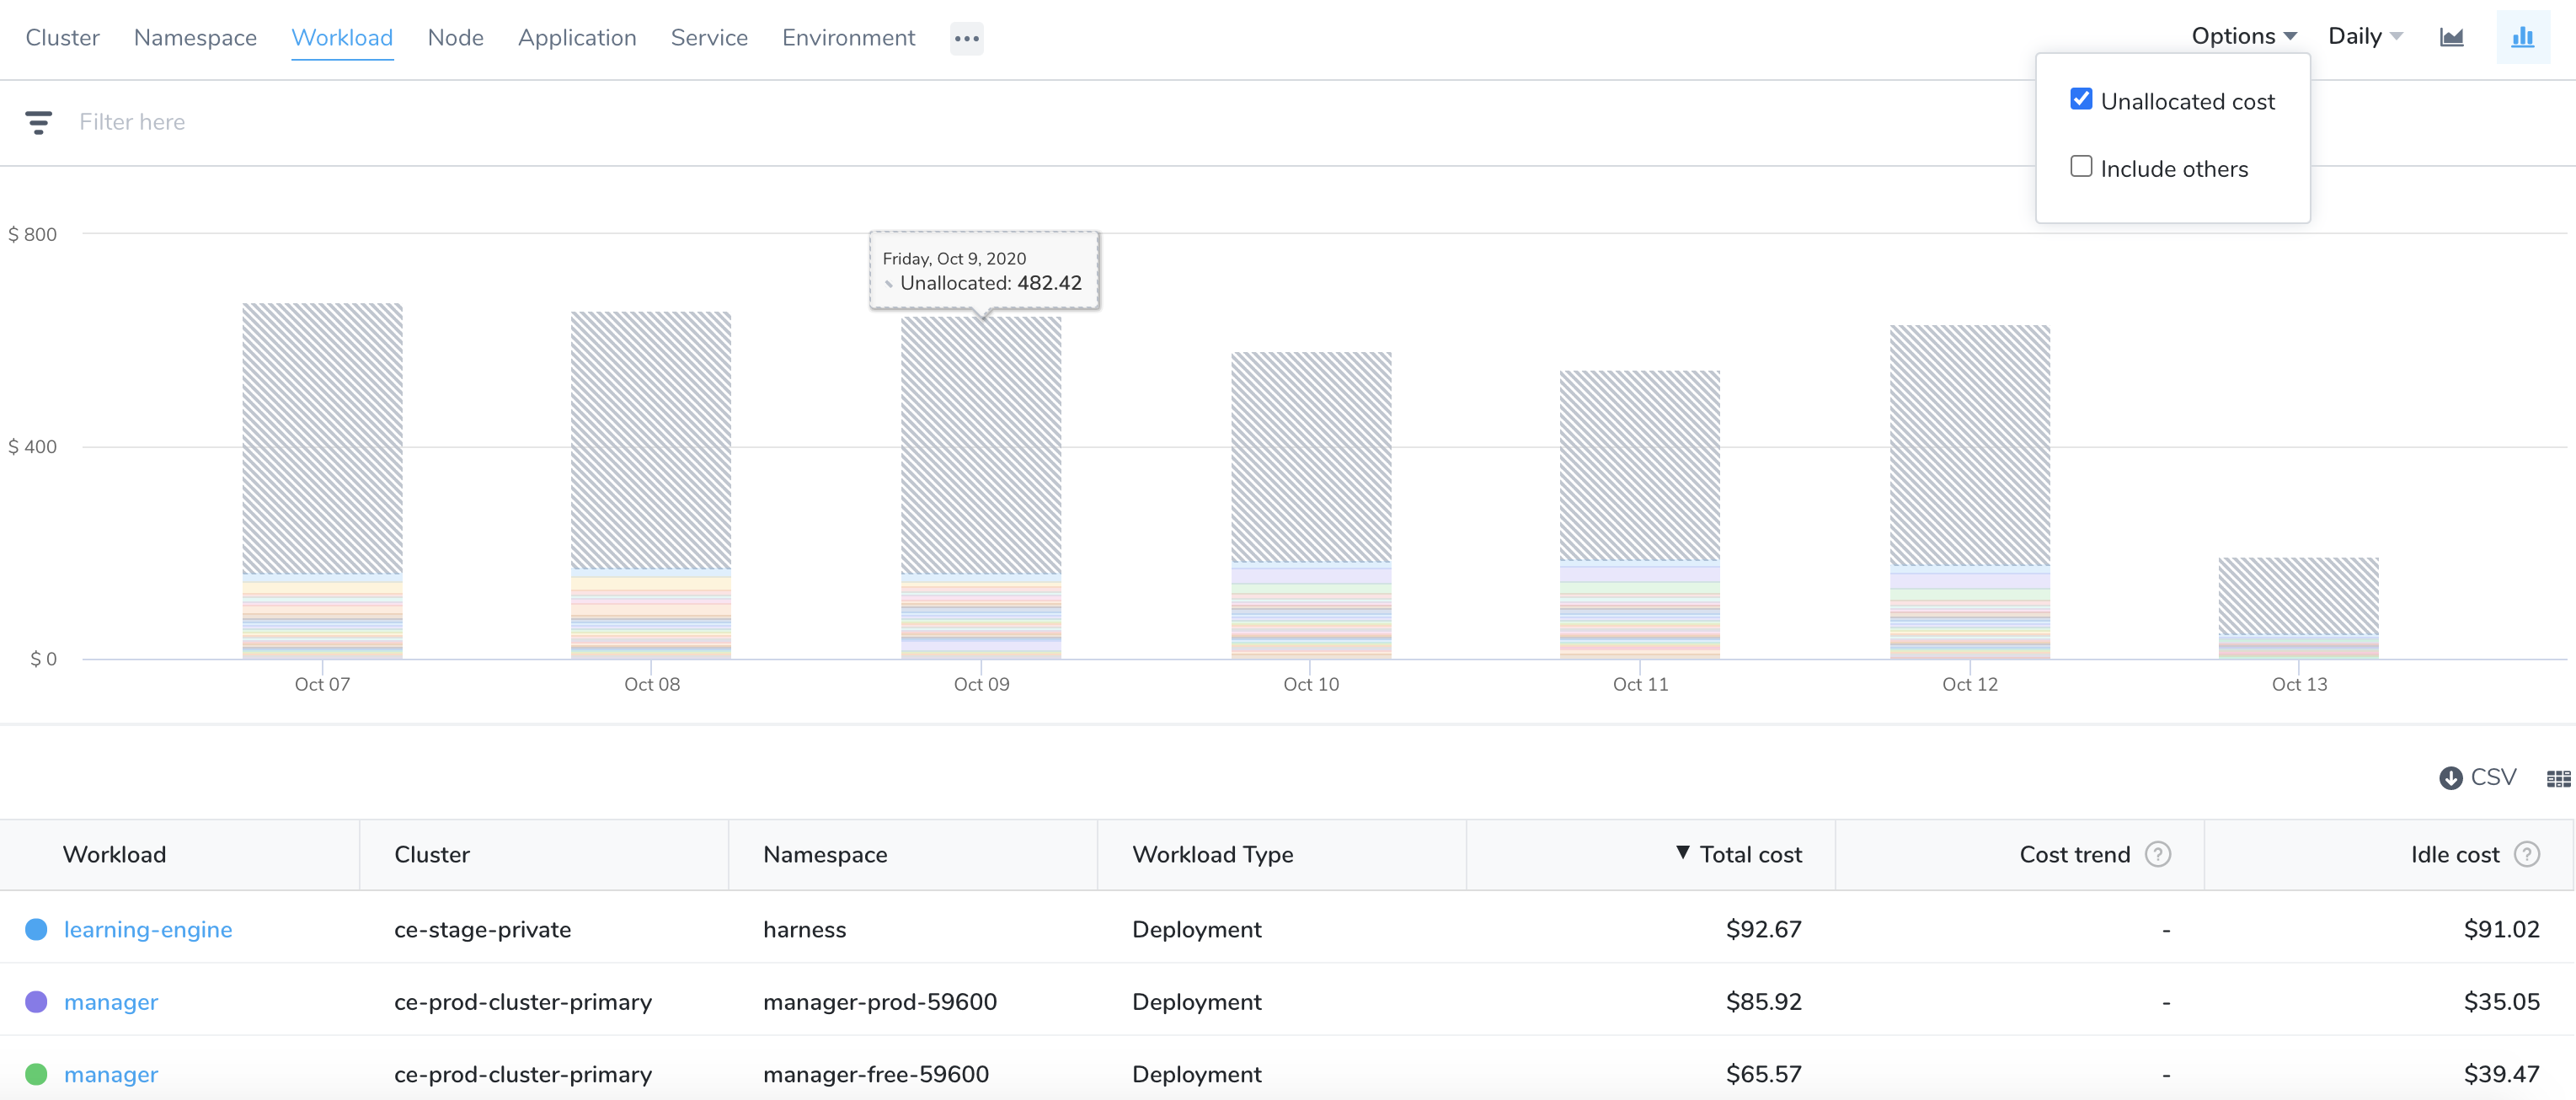 Cluster Namespace Workload Node Application Service Environment ••• Options Daily
Unallocated cost
Include others
Filter here
$ 800
$ 400
$ 0
Friday, Oct 9, 2020
Unallocated: 482.42
Oct 07 Oct 08 Oct 09 Oct 10 Oct 11 Oct 12 Oct 13
CSV
Workload Cluster Namespace Workload Type ▼ Total cost Cost trend ? Idle cost ?
learning-engine ce-stage-private harness Deployment $92.67 - $91.02
manager ce-prod-cluster-primary manager-prod-59600 Deployment $85.92 - $35.05
manager ce-prod-cluster-primary manager-free-59600 Deployment $65.57 - $39.47